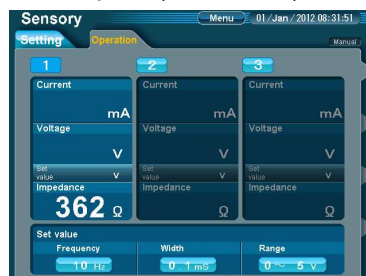 Sensory Menu 01/Jan/2012 08:31:51
Setting Operation Manual
1 2 3
Current Current Current
mA mA mA
Voltage Voltage Voltage
V V V
Set value V Set value V Set value V
Impedance Impedance Impedance
362 Ω Ω Ω
Set value
Frequency Width Range
10 Hz 0.1 mS 0～ 5 V